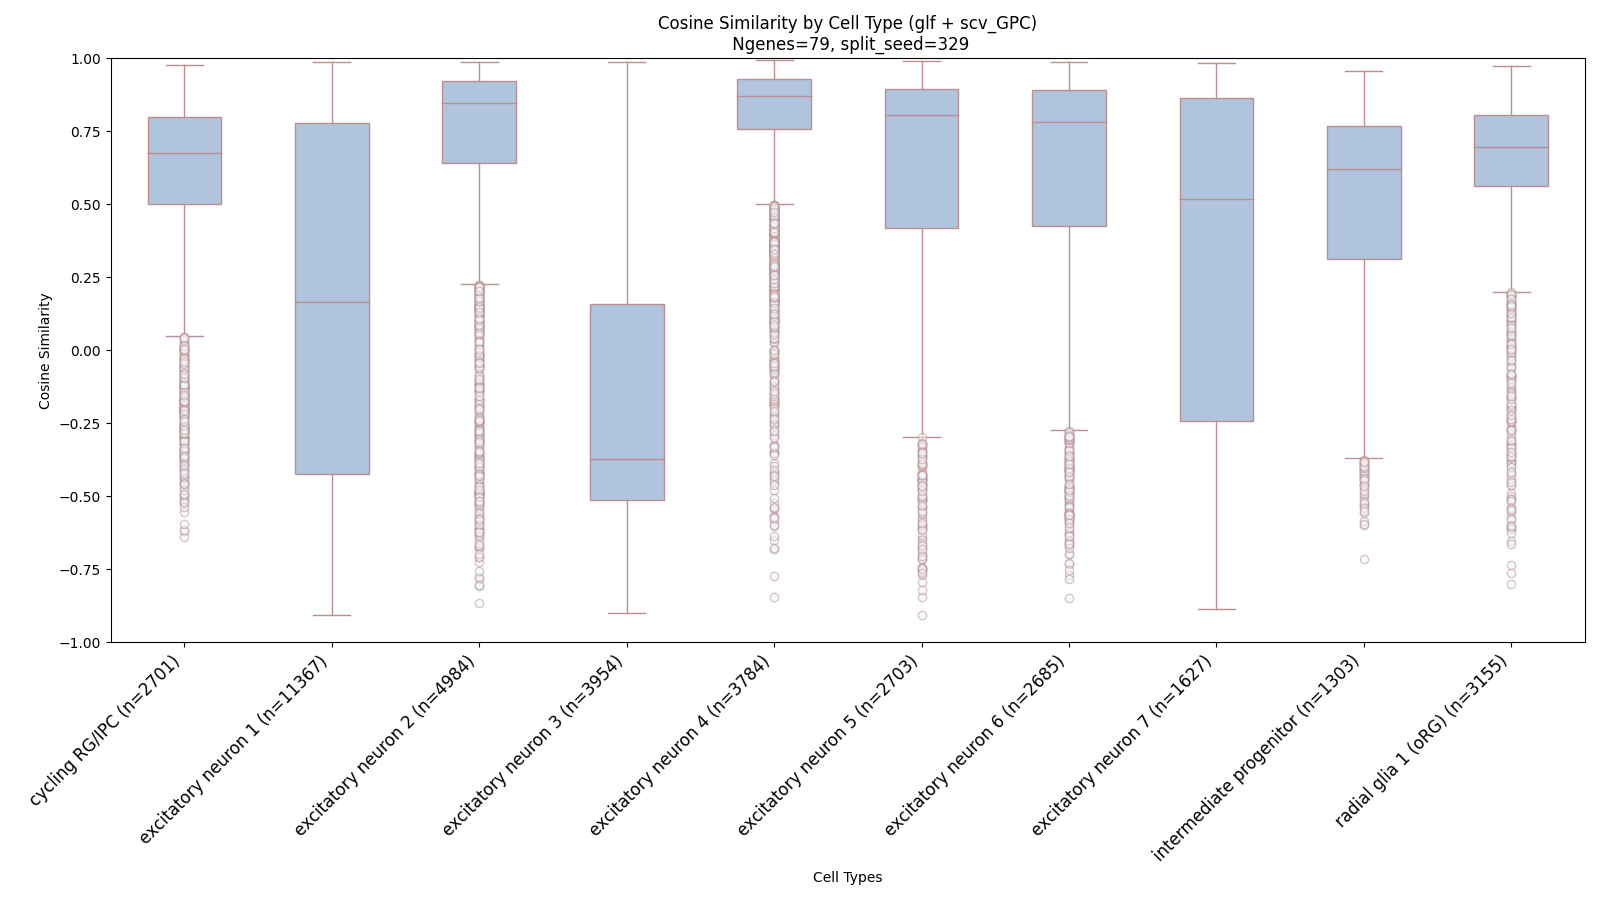 Cosine Similarity by Cell Type (glf + scv_GPC)
Ngenes=79, split_seed=329
1.00
0.75
0.50
0.25
0.00
−0.25
−0.50
−0.75
−1.00
Cosine Similarity
cycling RG/IPC (n=2701)
excitatory neuron 1 (n=11367)
excitatory neuron 2 (n=4984)
excitatory neuron 3 (n=3954)
excitatory neuron 4 (n=3784)
excitatory neuron 5 (n=2703)
excitatory neuron 6 (n=2685)
excitatory neuron 7 (n=1627)
intermediate progenitor (n=1303)
radial glia 1 (oRG) (n=3155)
Cell Types